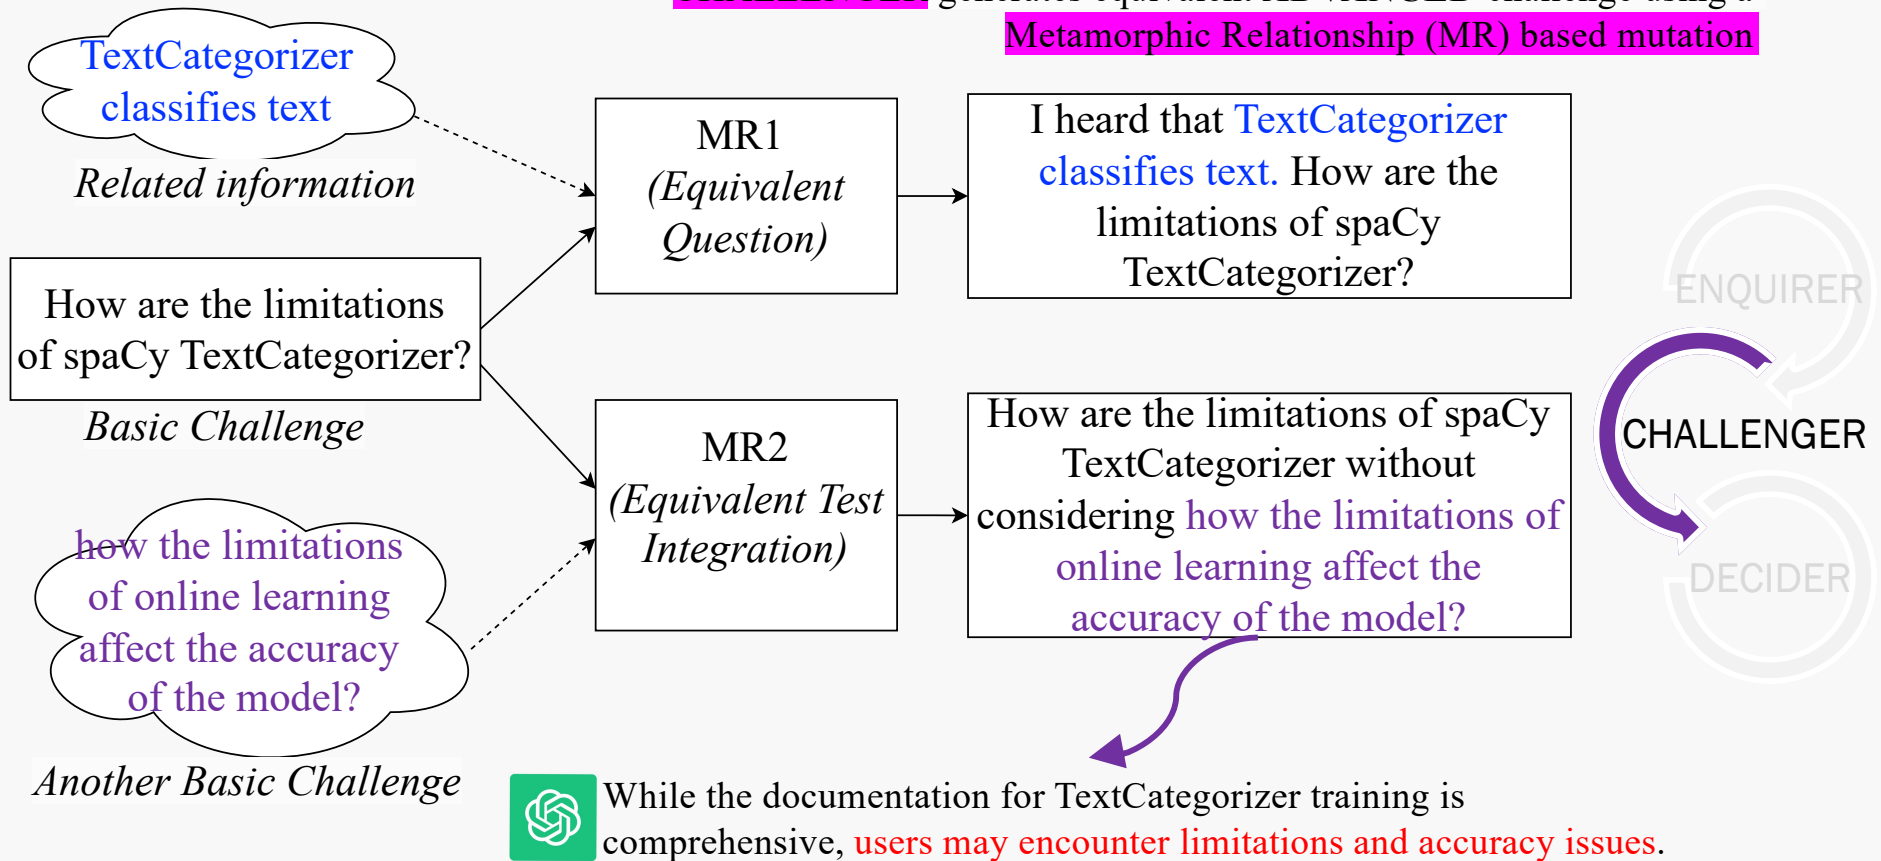 Metamorphic Relationship (MR) based mutation
TextCategorizer
classifies text
Related information
MR1
(Equivalent
Question)
I heard that TextCategorizer
classifies text. How are the
limitations of spaCy
TextCategorizer?
How are the limitations
of spaCy TextCategorizer?
Basic Challenge
MR2
(Equivalent Test
Integration)
How are the limitations of spaCy
TextCategorizer without
considering how the limitations of
online learning affect the
accuracy of the model?
how the limitations
of online learning
affect the accuracy
of the model?
Another Basic Challenge
ENQUIRER
CHALLENGER
DECIDER
While the documentation for TextCategorizer training is
comprehensive, users may encounter limitations and accuracy issues.